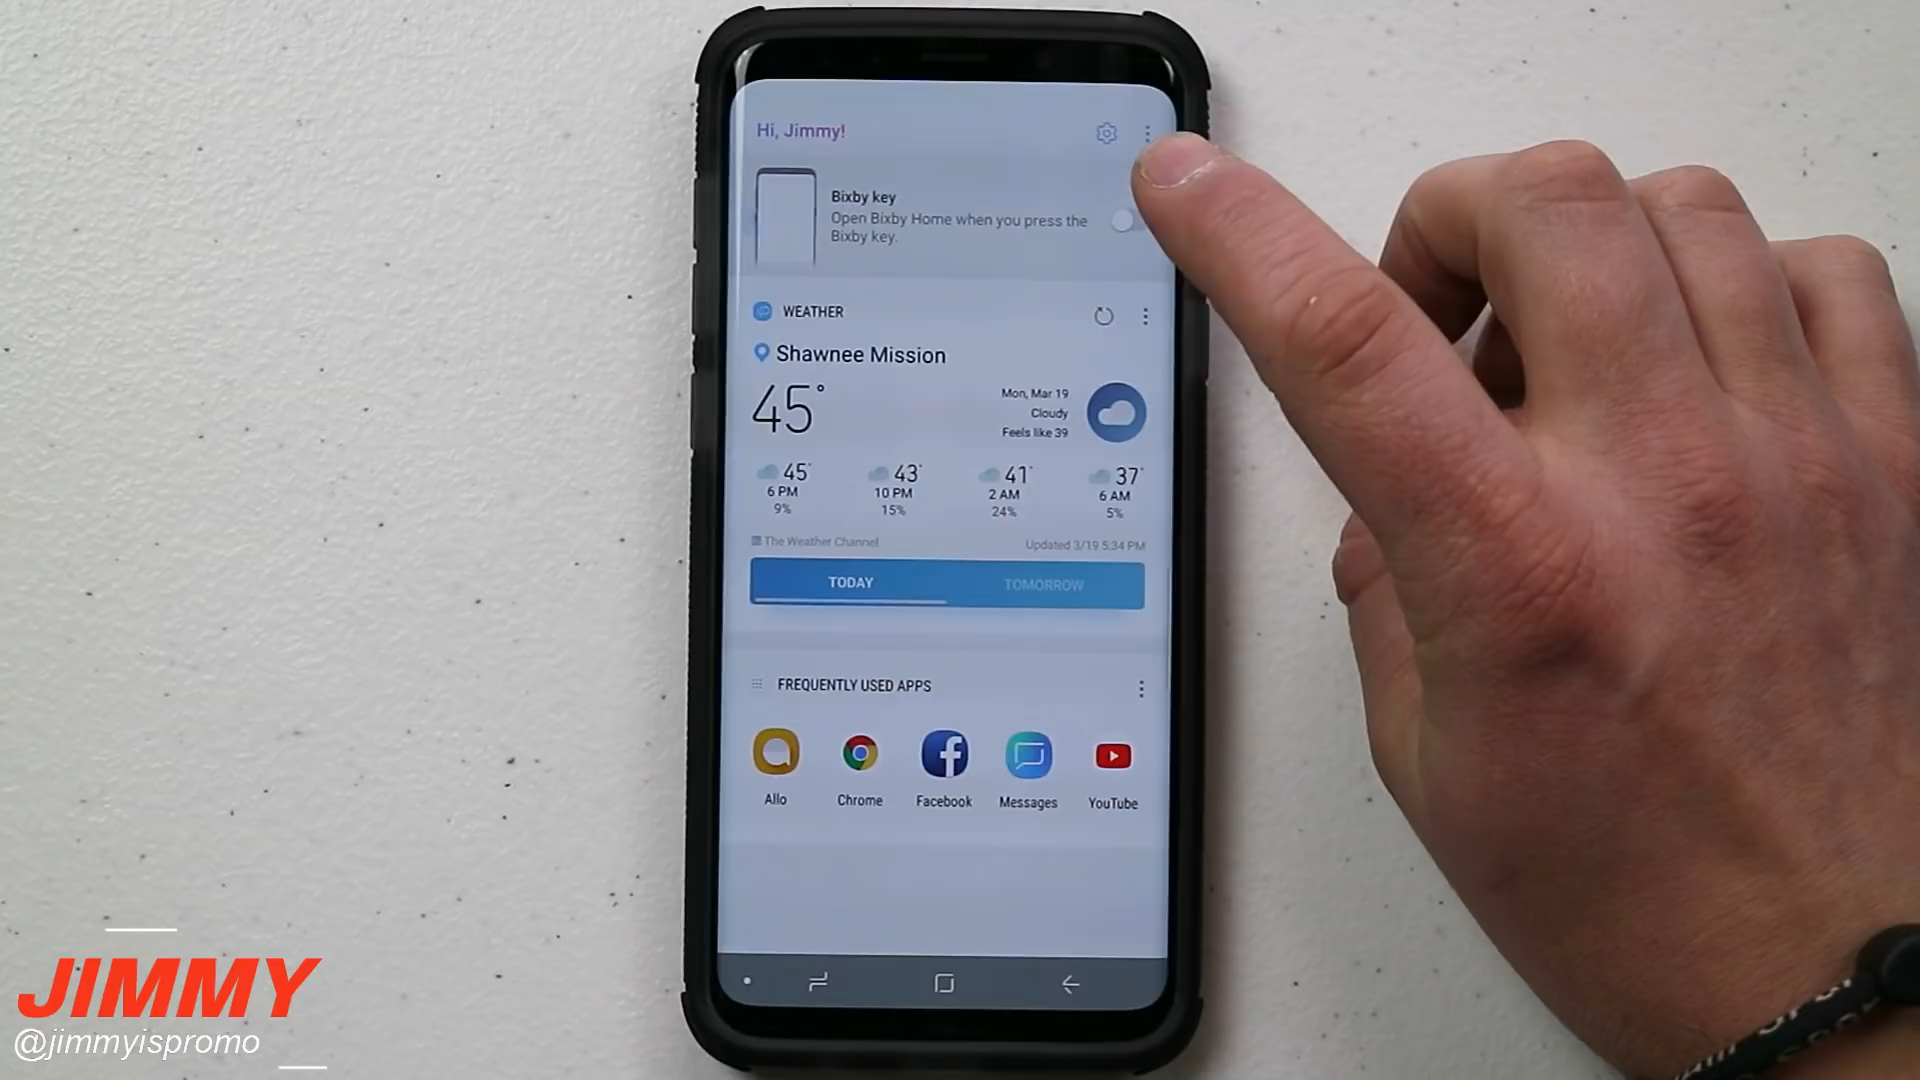 Hi, Jimmy!
Bixby key
Open Bixby Home when you press the
Bixby key.
WEATHER
Shawnee Mission
45°
Mon, Mar 19
Cloudy
Feels like 39
45° 43° 41° 37°
6 PM 10 PM 2 AM 6 AM
9% 15% 24% 5%
The Weather Channel Updated 3/19 5:34 PM
TODAY TOMORROW
FREQUENTLY USED APPS
Allo Chrome Facebook Messages YouTube
JIMMY
@jimmyispromo